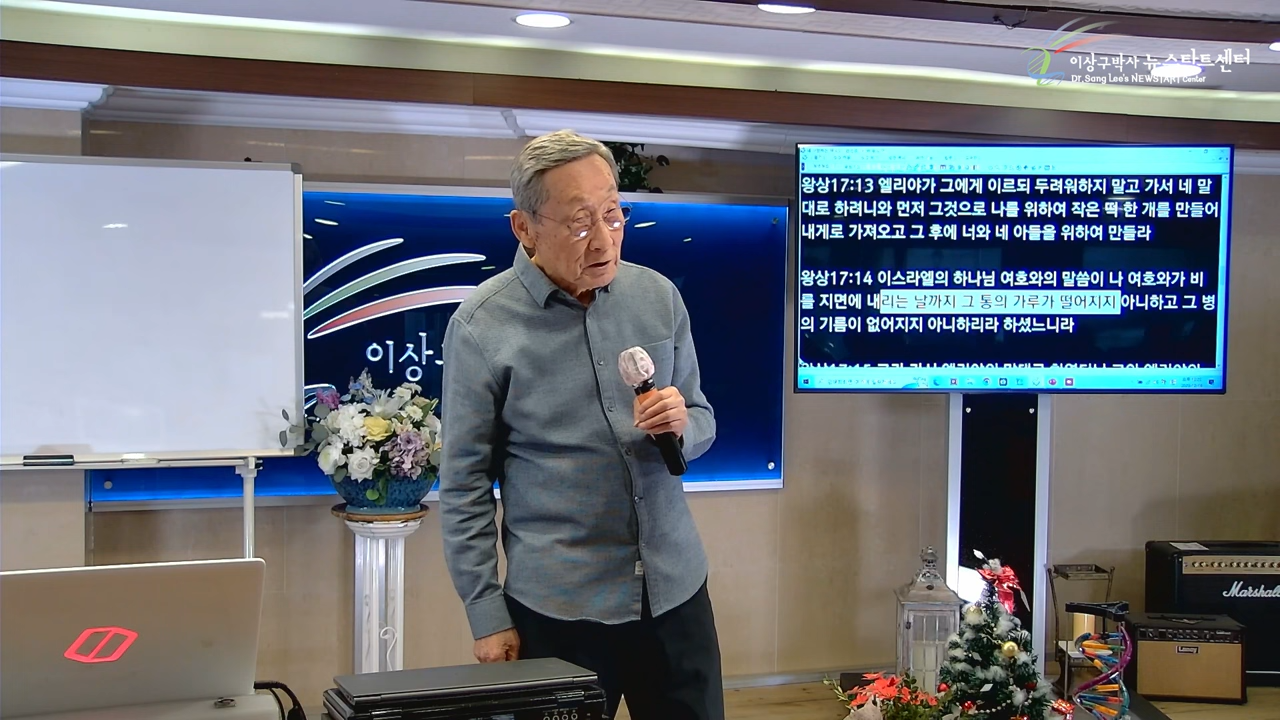 이상구박사 뉴스타트센터
Dr. Sang Lee's NEWSTART Center
왕상17:13 엘리야가 그에게 이르되 두려워하지 말고 가서 네 말
대로 하려니와 먼저 그것으로 나를 위하여 작은 떡 한 개를 만들어
내게로 가져오고 그 후에 너와 네 아들을 위하여 만들라
왕상17:14 이스라엘의 하나님 여호와의 말씀이 나 여호와가 비
를 지면에 내리는 날까지 그 통의 가루가 떨어지지 아니하고 그 병
의 기름이 없어지지 아니하리라 하셨느니라
이상
Marshall
Laney